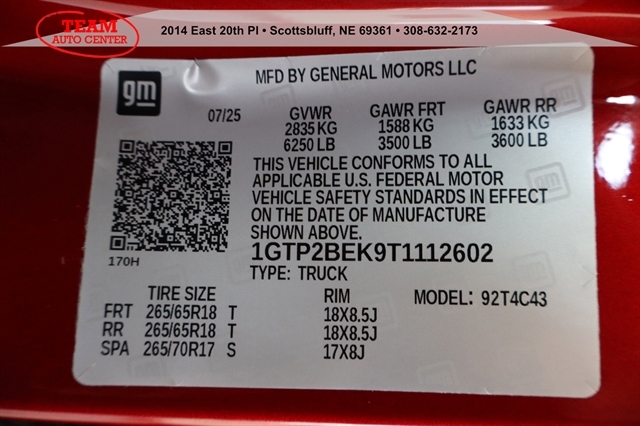 TEAM
AUTO CENTER
2014 East 20th Pl • Scottsbluff, NE 69361 • 308-632-2173
gm
MFD BY GENERAL MOTORS LLC
07/25
GVWR GAWR FRT GAWR RR
2835 KG 1588 KG 1633 KG
6250 LB 3500 LB 3600 LB
THIS VEHICLE CONFORMS TO ALL
APPLICABLE U.S. FEDERAL MOTOR
VEHICLE SAFETY STANDARDS IN EFFECT
ON THE DATE OF MANUFACTURE
SHOWN ABOVE.
170H
1GTP2BEK9T1112602
TYPE: TRUCK
TIRE SIZE RIM MODEL: 92T4C43
FRT 265/65R18 T 18X8.5J
RR 265/65R18 T 18X8.5J
SPA 265/70R17 S 17X8J